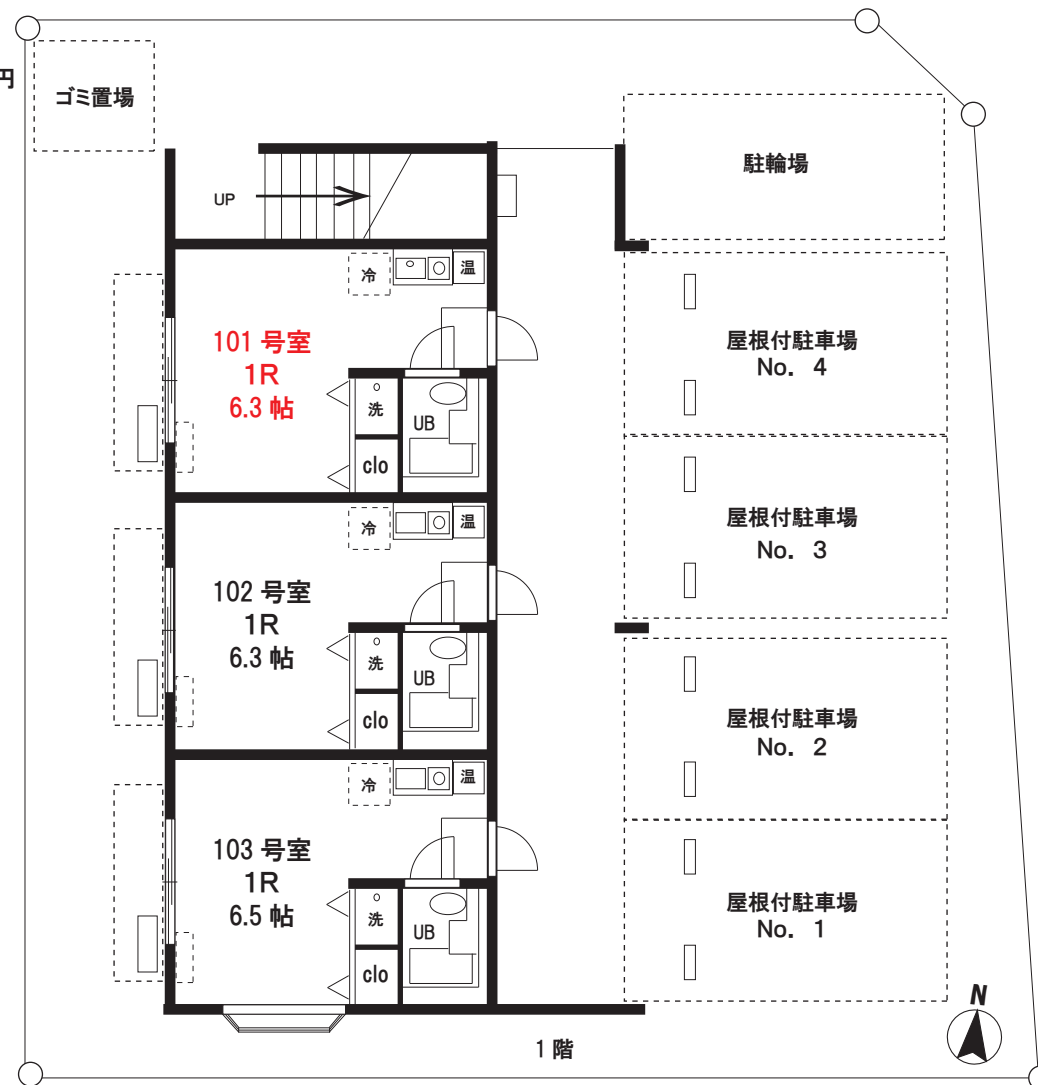 円
ゴミ置場
駐輪場
UP
冷
温
101 号室
1R
6.3 帖
洗
UB
clo
屋根付駐車場
No. 4
屋根付駐車場
No. 3
冷
温
102 号室
1R
6.3 帖
洗
UB
clo
屋根付駐車場
No. 2
冷
温
103 号室
1R
6.5 帖
洗
UB
clo
屋根付駐車場
No. 1
N
1 階